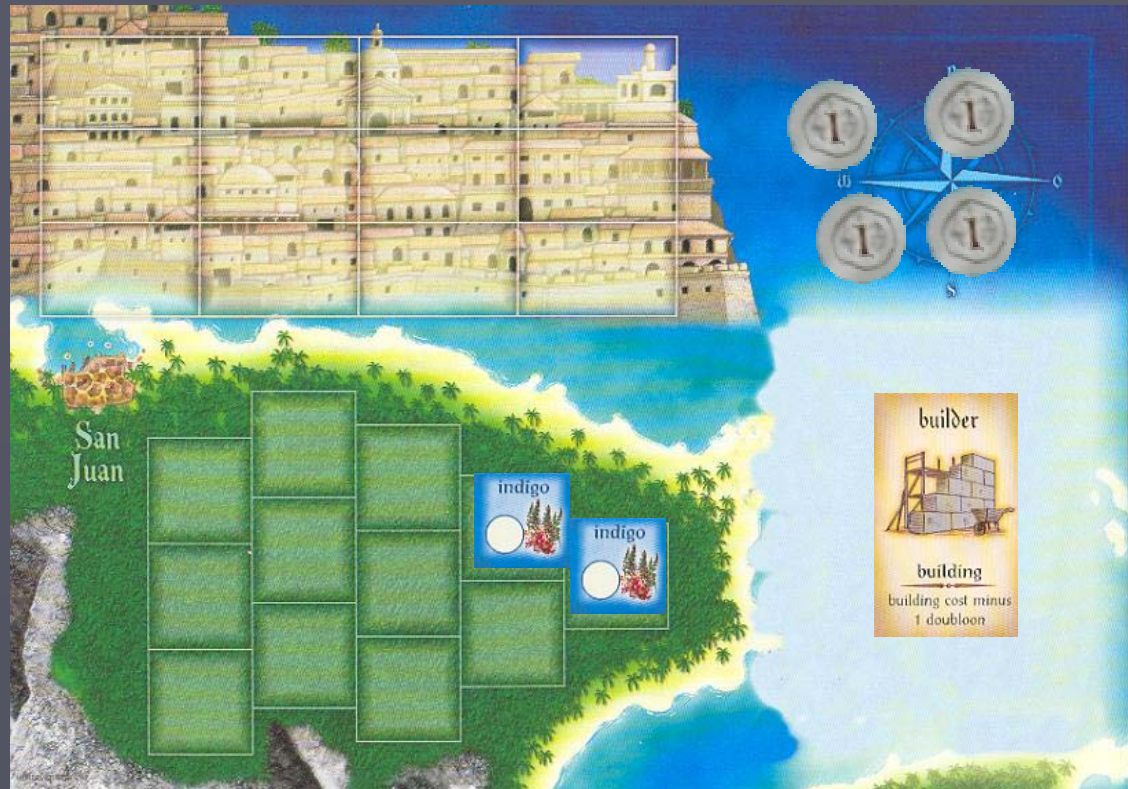 1
1
1
1
W
O
S
San
Juan
indigo
indigo
builder
building
building cost minus
1 doubloon